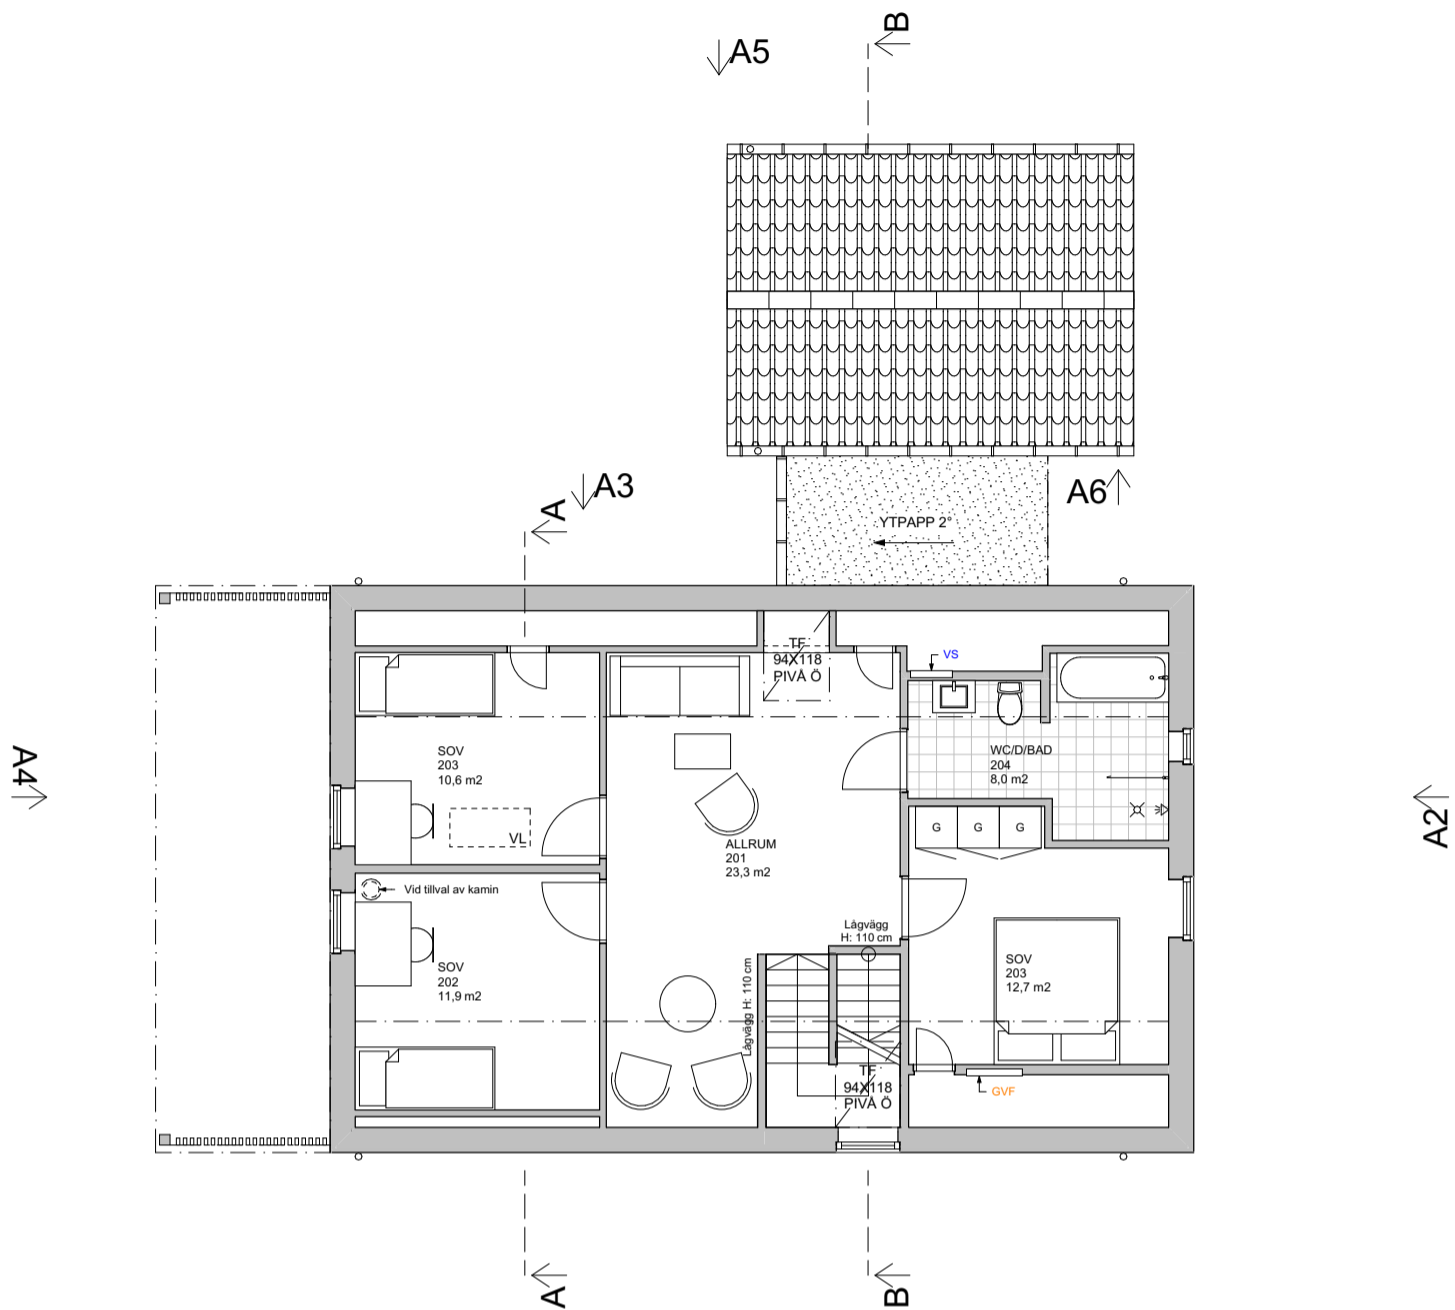 B
A5
A3
A
A6
YTPAPP 2°
TF
94X118
PIVÅ Ö
VS
SOV
203
10,6 m2
WC/D/BAD
204
8,0 m2
A4
A2
VL
G G G
ALLRUM
201
23,3 m2
Vid tillval av kamin
Lågvägg
H: 110 cm
SOV
202
11,9 m2
Lågvägg H: 110 cm
SOV
203
12,7 m2
TF
94X118
PIVÅ Ö
GVF
A
B